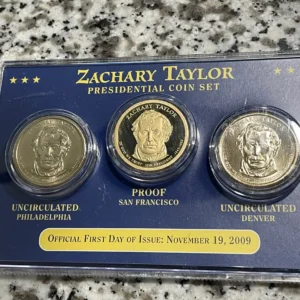 ZACHARY TAYLOR
PRESIDENTIAL COIN SET
ZACHARY TAYLOR
PROOF
SAN FRANCISCO
UNCIRCULATED
PHILADELPHIA
UNCIRCULATED
DENVER
OFFICIAL FIRST DAY OF ISSUE: NOVEMBER 19, 2009